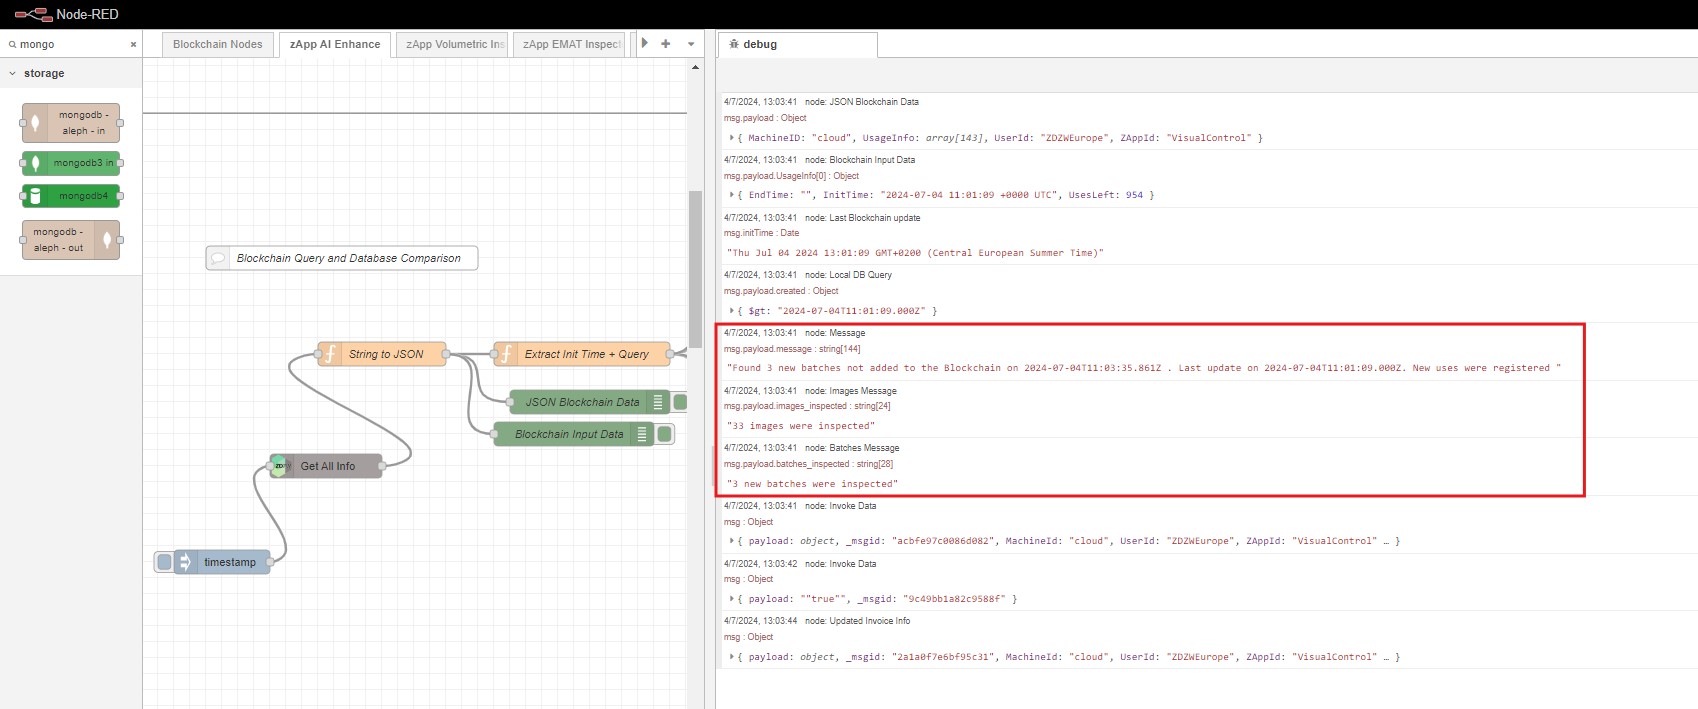 Node-RED
mongo
storage
mongodb -
aleph - in
mongodb3 in
mongodb4
mongodb -
aleph - out
Blockchain Nodes
zApp AI Enhance
zApp Volumetric Ins
zApp EMAT Inspect
Blockchain Query and Database Comparison
String to JSON
Extract Init Time + Query
JSON Blockchain Data
Blockchain Input Data
Get All Info
timestamp
debug
4/7/2024, 13:03:41 node: JSON Blockchain Data
msg.payload : Object
{ MachineID: "cloud", UsageInfo: array[143], UserId: "ZDZWEurope", ZAppId: "VisualControl" }
4/7/2024, 13:03:41 node: Blockchain Input Data
msg.payload.UsageInfo[0] : Object
{ EndTime: "", InitTime: "2024-07-04 11:01:09 +0000 UTC", UsesLeft: 954 }
4/7/2024, 13:03:41 node: Last Blockchain update
msg.initTime : Date
"Thu Jul 04 2024 13:01:09 GMT+0200 (Central European Summer Time)"
4/7/2024, 13:03:41 node: Local DB Query
msg.payload.created : Object
{ $gt: "2024-07-04T11:01:09.000Z" }
4/7/2024, 13:03:41 node: Message
msg.payload.message : string[144]
"Found 3 new batches not added to the Blockchain on 2024-07-04T11:03:35.861Z . Last update on 2024-07-04T11:01:09.000Z. New uses were registered "
4/7/2024, 13:03:41 node: Images Message
msg.payload.images_inspected : string[24]
"33 images were inspected"
4/7/2024, 13:03:41 node: Batches Message
msg.payload.batches_inspected : string[28]
"3 new batches were inspected"
4/7/2024, 13:03:41 node: Invoke Data
msg : Object
{ payload: object, _msgid: "acbfe97c0086d082", MachineId: "cloud", UserId: "ZDZWEurope", ZAppId: "VisualControl" … }
4/7/2024, 13:03:42 node: Invoke Data
msg : Object
{ payload: ""true"", _msgid: "9c49bb1a82c9588f" }
4/7/2024, 13:03:44 node: Updated Invoice Info
msg : Object
{ payload: object, _msgid: "2a1a0f7e6bf95c31", MachineId: "cloud", UserId: "ZDZWEurope", ZAppId: "VisualControl" … }